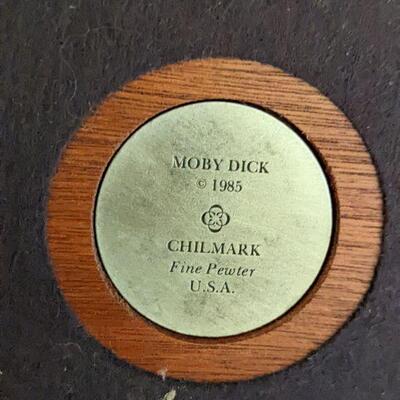 MOBY DICK
© 1985
CHILMARK
Fine Pewter
U.S.A.